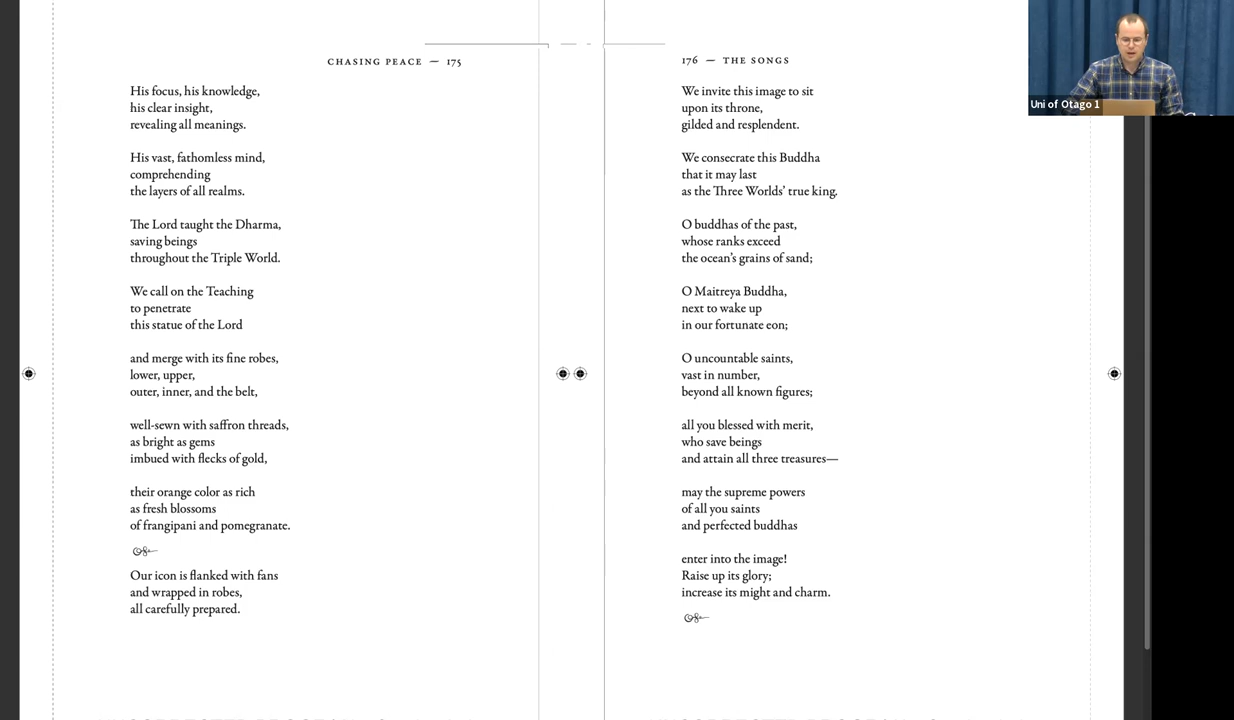 CHASING PEACE — 175
His focus, his knowledge,
his clear insight,
revealing all meanings.
His vast, fathomless mind,
comprehending
the layers of all realms.
The Lord taught the Dharma,
saving beings
throughout the Triple World.
We call on the Teaching
to penetrate
this statue of the Lord
and merge with its fine robes,
lower, upper,
outer, inner, and the belt,
well-sewn with saffron threads,
as bright as gems
imbued with flecks of gold,
their orange color as rich
as fresh blossoms
of frangipani and pomegranate.
Our icon is flanked with fans
and wrapped in robes,
all carefully prepared.
176 — THE SONGS
We invite this image to sit
upon its throne,
gilded and resplendent.
We consecrate this Buddha
that it may last
as the Three Worlds’ true king.
O buddhas of the past,
whose ranks exceed
the ocean’s grains of sand;
O Maitreya Buddha,
next to wake up
in our fortunate eon;
O uncountable saints,
vast in number,
beyond all known figures;
all you blessed with merit,
who save beings
and attain all three treasures—
may the supreme powers
of all you saints
and perfected buddhas
enter into the image!
Raise up its glory;
increase its might and charm.
Uni of Otago 1